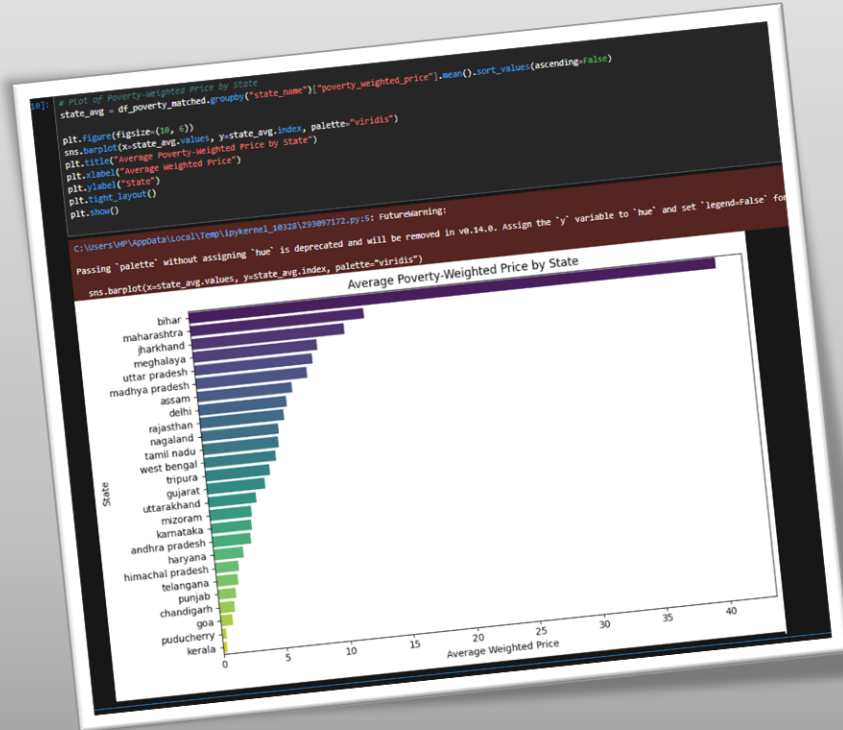 10]:
# Plot of Poverty-Weighted Price by State
state_avg = df_poverty_matched.groupby("state_name")["poverty_weighted_price"].mean().sort_values(ascending=False)
plt.figure(figsize=(10, 6))
sns.barplot(x=state_avg.values, y=state_avg.index, palette="viridis")
plt.title("Average Poverty-Weighted Price by State")
plt.xlabel("Average Weighted Price")
plt.ylabel("State")
plt.tight_layout()
plt.show()
C:\Users\HP\AppData\Local\Temp\ipykernel_10328\293097172.py:5: FutureWarning:
Passing `palette` without assigning `hue` is deprecated and will be removed in v0.14.0. Assign the `y` variable to `hue` and set `legend=False` for
sns.barplot(x=state_avg.values, y=state_avg.index, palette="viridis")
Average Poverty-Weighted Price by State
bihar
maharashtra
jharkhand
meghalaya
uttar pradesh
madhya pradesh
assam
delhi
rajasthan
nagaland
tamil nadu
west bengal
tripura
gujarat
uttarakhand
mizoram
karnataka
andhra pradesh
haryana
himachal pradesh
telangana
punjab
chandigarh
goa
puducherry
kerala
State
0 5 10 15 20 25 30 35 40
Average Weighted Price